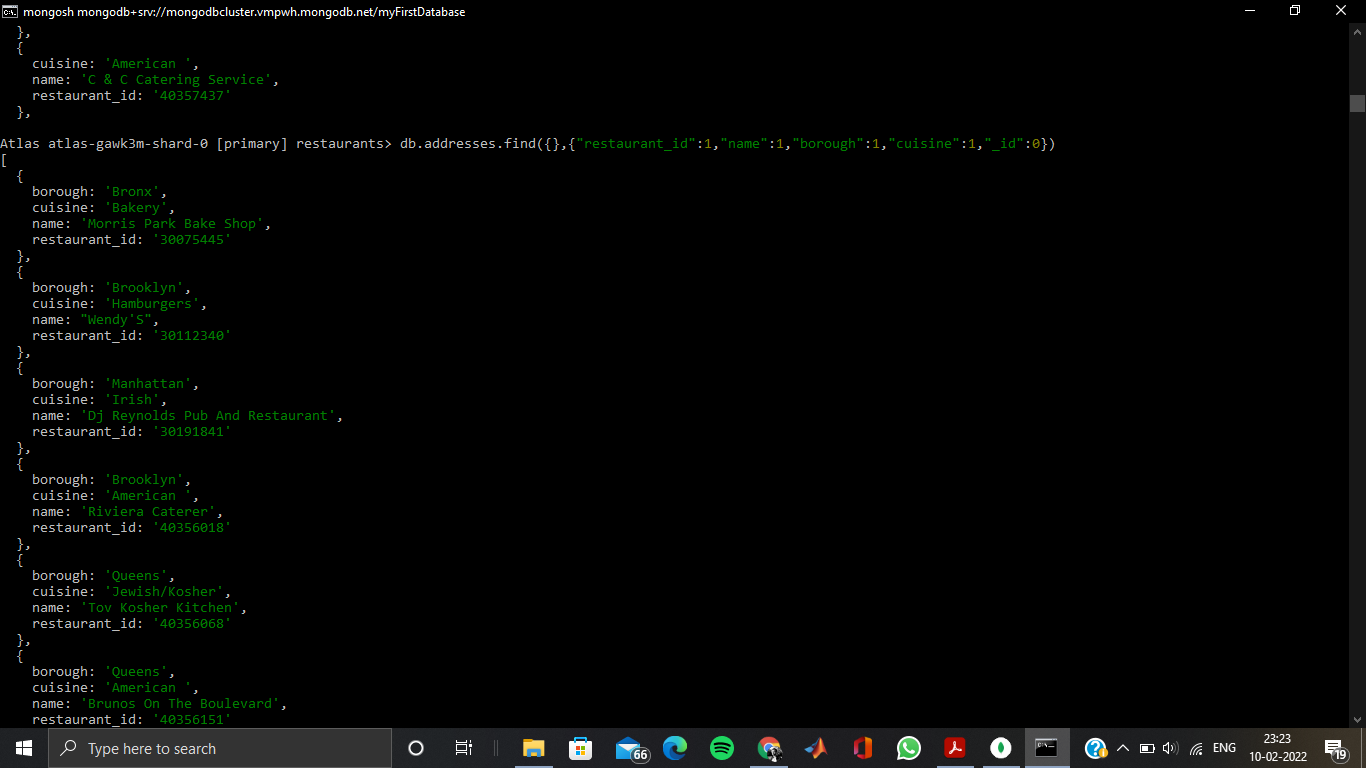 mongosh mongodb+srv://mongodbcluster.vmpwh.mongodb.net/myFirstDatabase
},
{
cuisine: 'American ',
name: 'C & C Catering Service',
restaurant_id: '40357437'
},
Atlas atlas-gawk3m-shard-0 [primary] restaurants> db.addresses.find({},{"restaurant_id":1,"name":1,"borough":1,"cuisine":1,"_id":0})
[
{
borough: 'Bronx',
cuisine: 'Bakery',
name: 'Morris Park Bake Shop',
restaurant_id: '30075445'
},
{
borough: 'Brooklyn',
cuisine: 'Hamburgers',
name: "Wendy'S",
restaurant_id: '30112340'
},
{
borough: 'Manhattan',
cuisine: 'Irish',
name: 'Dj Reynolds Pub And Restaurant',
restaurant_id: '30191841'
},
{
borough: 'Brooklyn',
cuisine: 'American ',
name: 'Riviera Caterer',
restaurant_id: '40356018'
},
{
borough: 'Queens',
cuisine: 'Jewish/Kosher',
name: 'Tov Kosher Kitchen',
restaurant_id: '40356068'
},
{
borough: 'Queens',
cuisine: 'American ',
name: 'Brunos On The Boulevard',
restaurant_id: '40356151'
Type here to search
66
ENG
23:23
10-02-2022
19